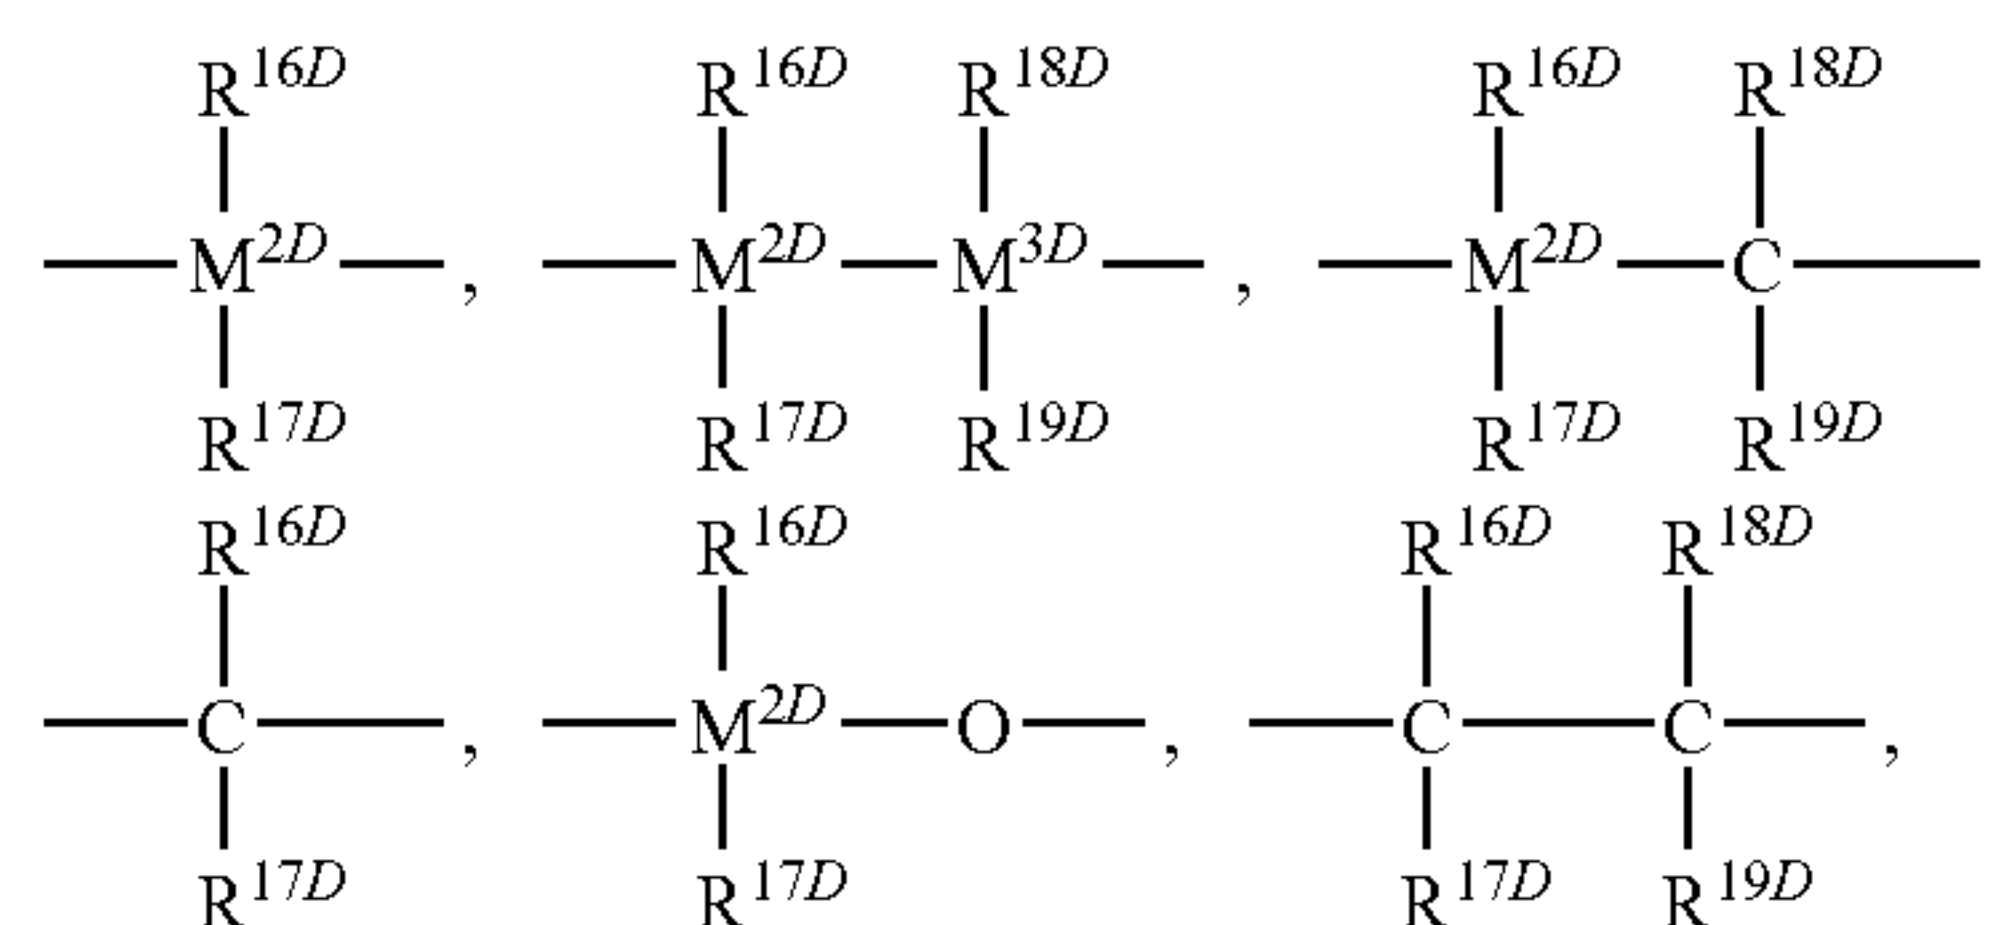 R16D R16D R18D R16D R18D
M2D , M2D M3D , M2D C
R17D R17D R19D R17D R19D
R16D R16D R16D R18D
C , M2D O , C C ,
R17D R17D R17D R19D